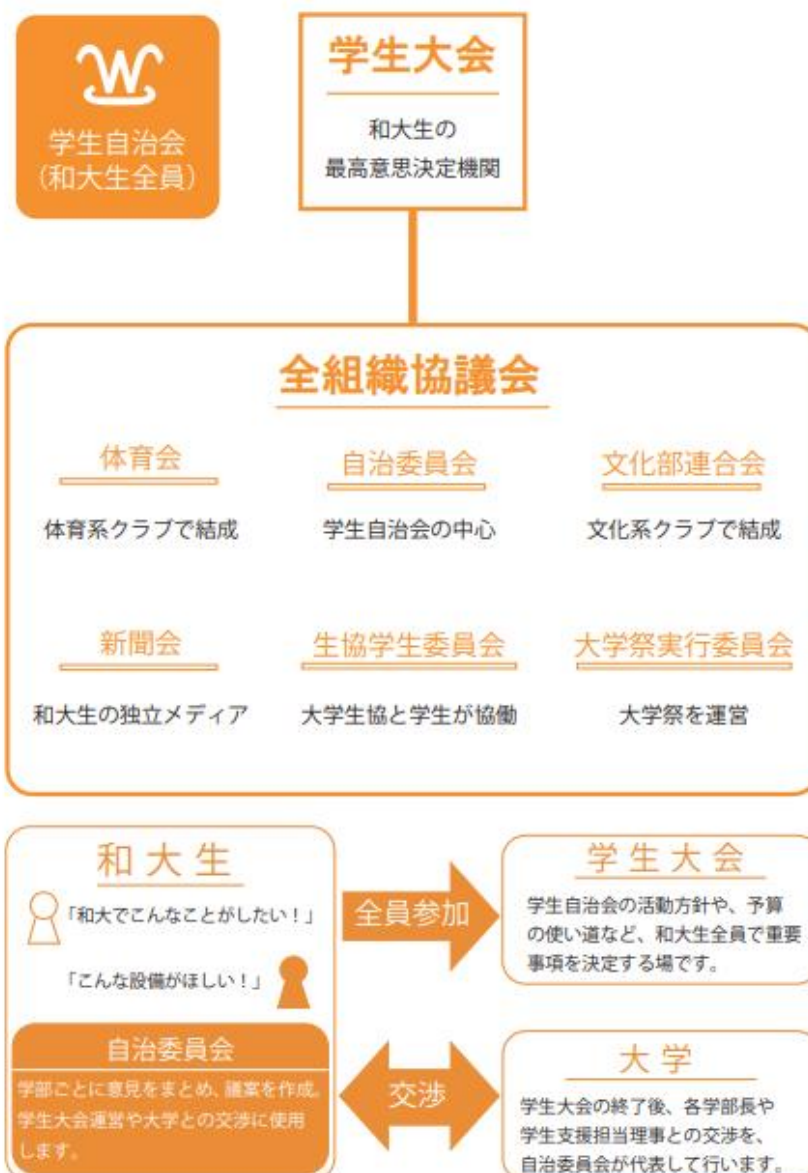 W
学生自治会
(和大生全員)
学生大会
和大生の
最高意思決定機関
全組織協議会
体育会
体育系クラブで結成
自治委員会
学生自治会の中心
文化部連合会
文化系クラブで結成
新聞会
和大生の独立メディア
生協学生委員会
大学生協と学生が協働
大学祭実行委員会
大学祭を運営
和大生
「和大でこんなことがしたい！」
「こんな設備がほしい！」
自治委員会
学部ごとに意見をまとめ、議案を作成。
学生大会運営や大学との交渉に使用
します。
全員参加
学生大会
学生自治会の活動方針や、予算
の使い道など、和大生全員で重要
事項を決定する場です。
交渉
大学
学生大会の終了後、各学部長や
学生支援担当理事との交渉を、
自治委員会が代表して行います。